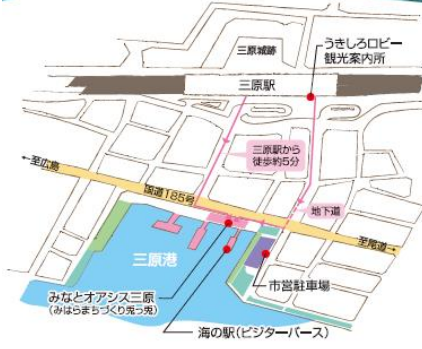 うきしろロビー
観光案内所
三原城跡
三原駅
三原駅から
徒歩約5分
←至広島
国道185号
地下道
至尾道→
三原港
市営駐車場
みなとオアシス三原
(みはらまちづくり兎っ兎)
海の駅(ビジターバース)